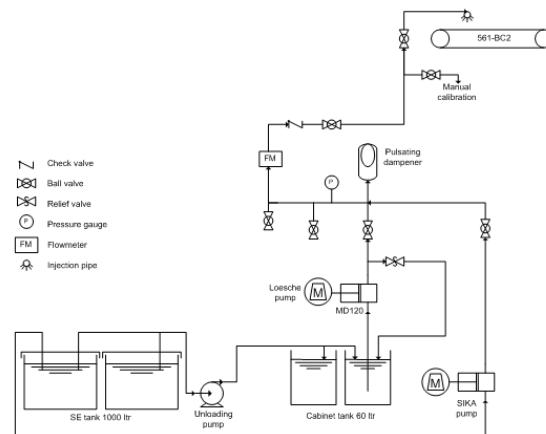 561-BC2
Manual
calibration
Pulsating
dampener
FM
P
Check valve
Ball valve
Relief valve
P
Pressure gauge
FM
Flowmeter
Injection pipe
Loesche
pump
M
MD120
SE tank 1000 ltr
Unloading
pump
Cabinet tank 60 ltr
M
SIKA
pump